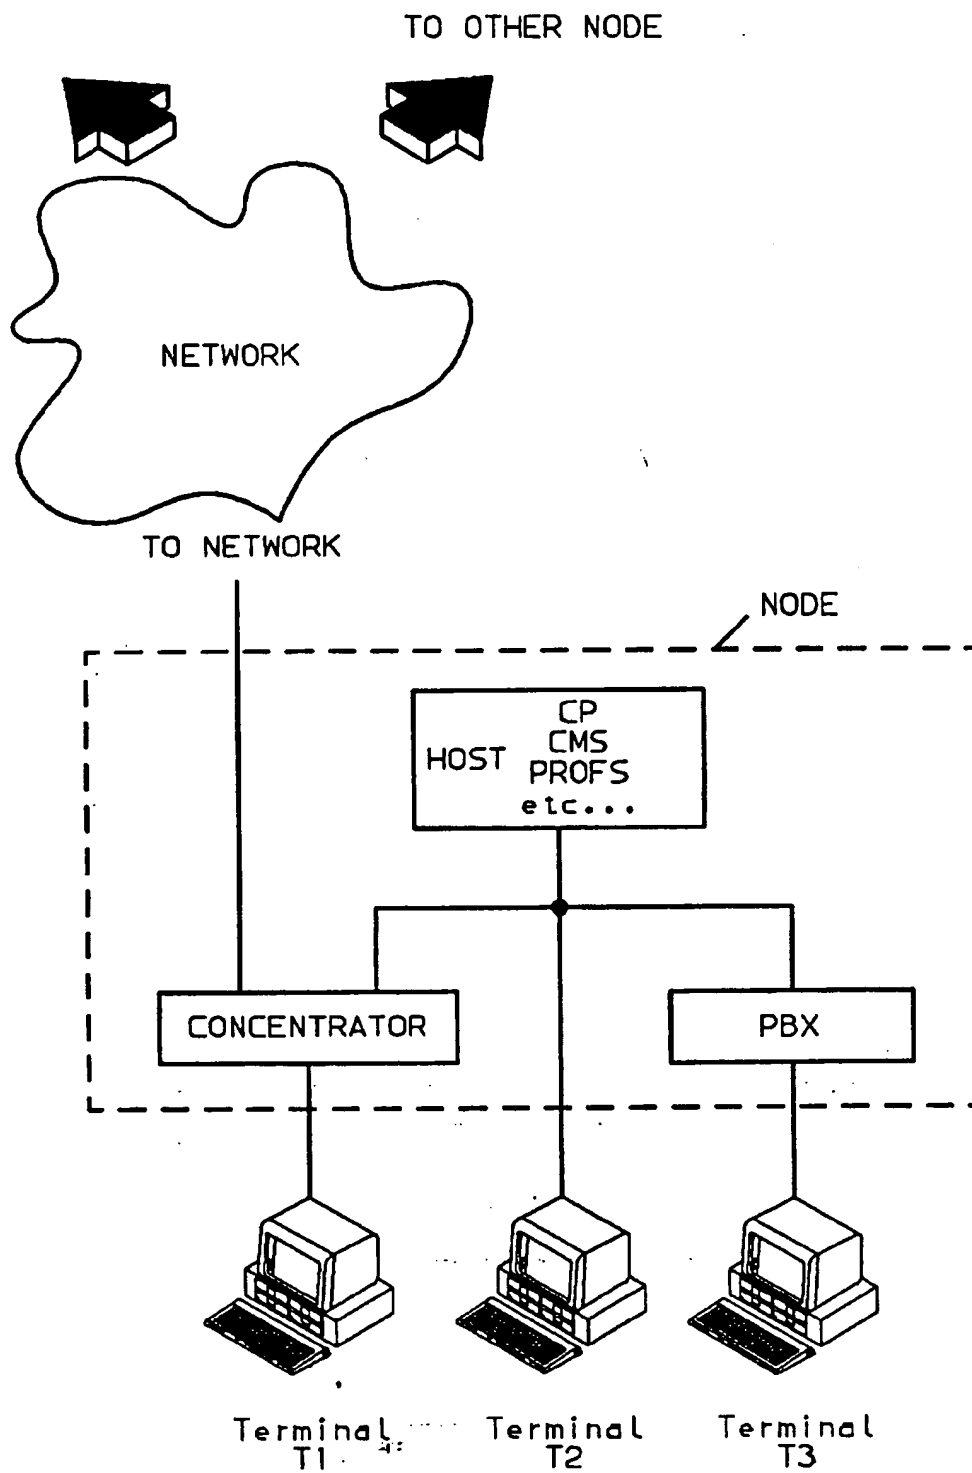 TO OTHER NODE
NETWORK
TO NETWORK
NODE
HOST
CP
CMS
PROFS
etc...
CONCENTRATOR
PBX
Terminal
T1
Terminal
T2
Terminal
T3